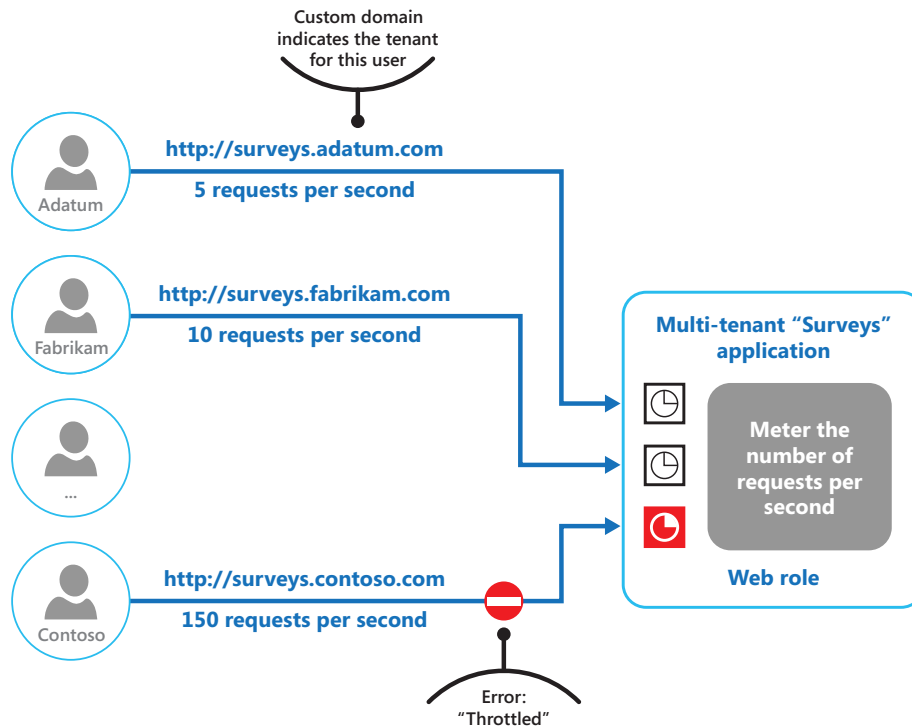 Custom domain
indicates the tenant
for this user
http://surveys.adatum.com
5 requests per second
Adatum
http://surveys.fabrikam.com
10 requests per second
Fabrikam
...
http://surveys.contoso.com
150 requests per second
Contoso
Error:
“Throttled”
Multi-tenant “Surveys”
application
Meter the
number of
requests per
second
Web role